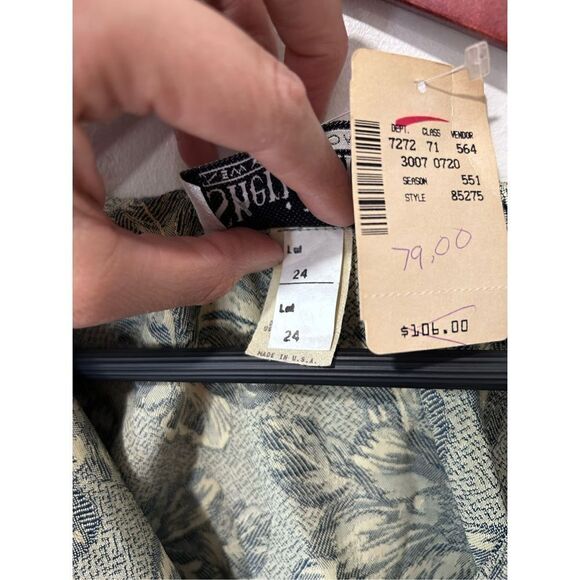 DEPT. CLASS VENDOR
7272 71 564
3007 0720
SEASON 551
STYLE 85275
79.00
$106.00
24
24
MADE IN U.S.A.